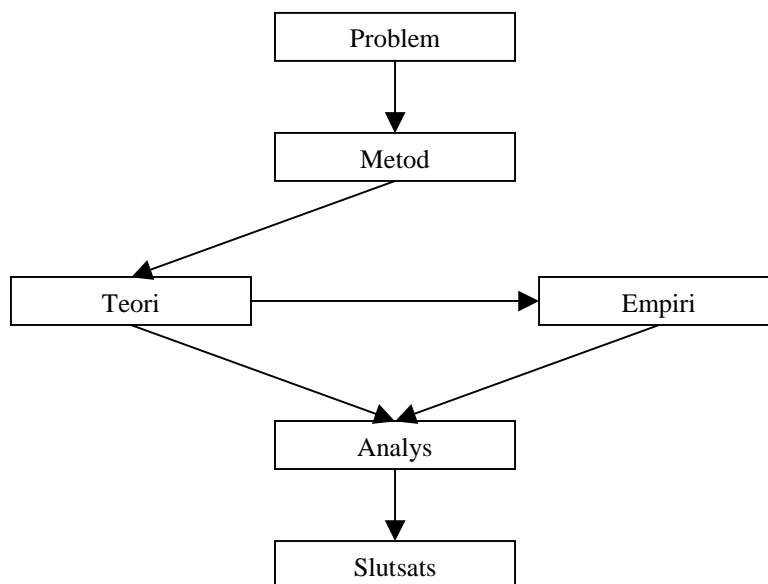 Problem
Metod
Teori
Empiri
Analys
Slutsats